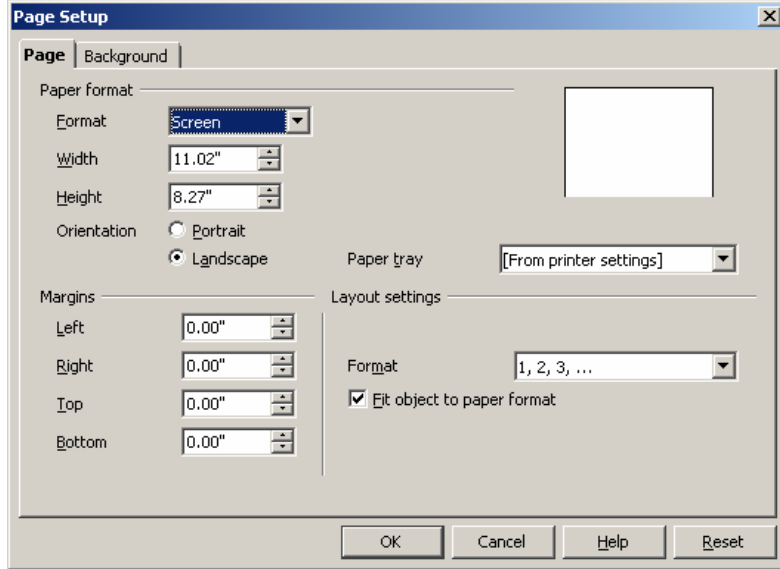 Page Setup
Page Background
Paper format
Format Screen
Width 11.02"
Height 8.27"
Orientation Portrait
Landscape Paper tray [From printer settings]
Margins Layout settings
Left 0.00"
Right 0.00" Format 1, 2, 3, ...
Top 0.00" Fit object to paper format
Bottom 0.00"
OK Cancel Help Reset